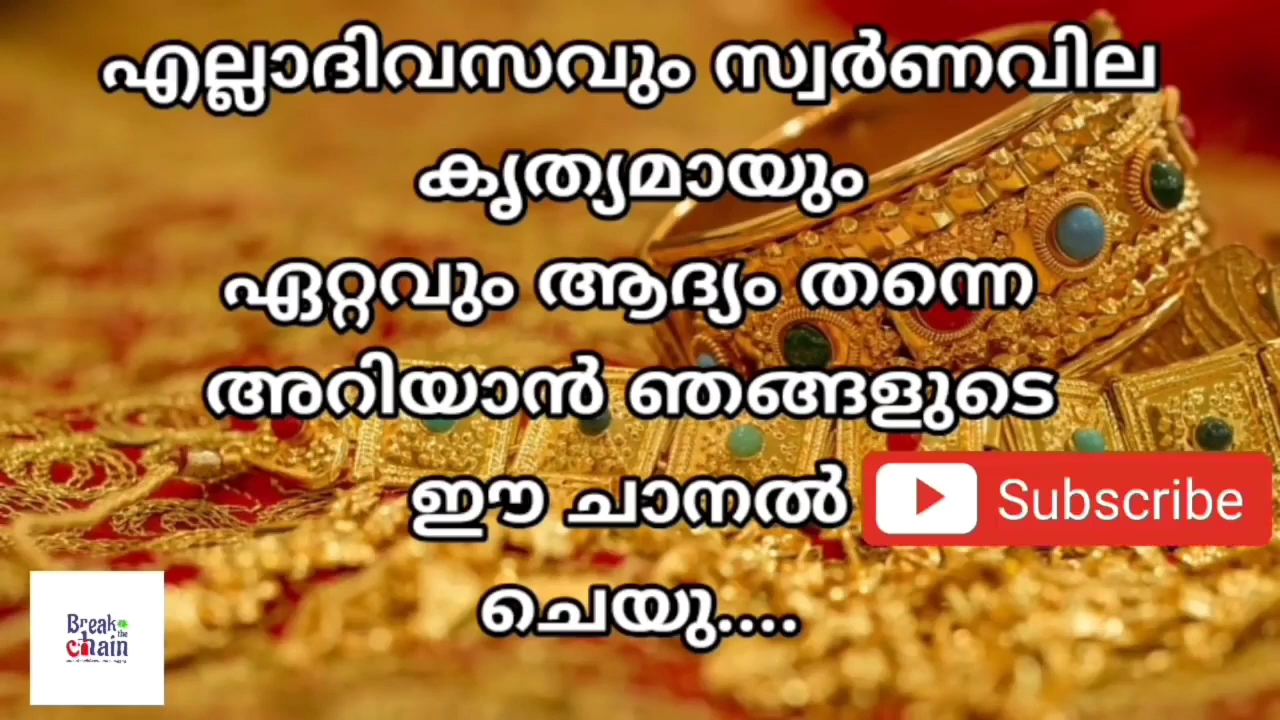 എല്ലാദിവസവും സ്വർണവില
കൃത്യമായും
ഏറ്റവും ആദ്യം തന്നെ
അറിയാൻ ഞങ്ങളുടെ
ഈ ചാനൽ Subscribe
ചെയു....
Break
the
chain